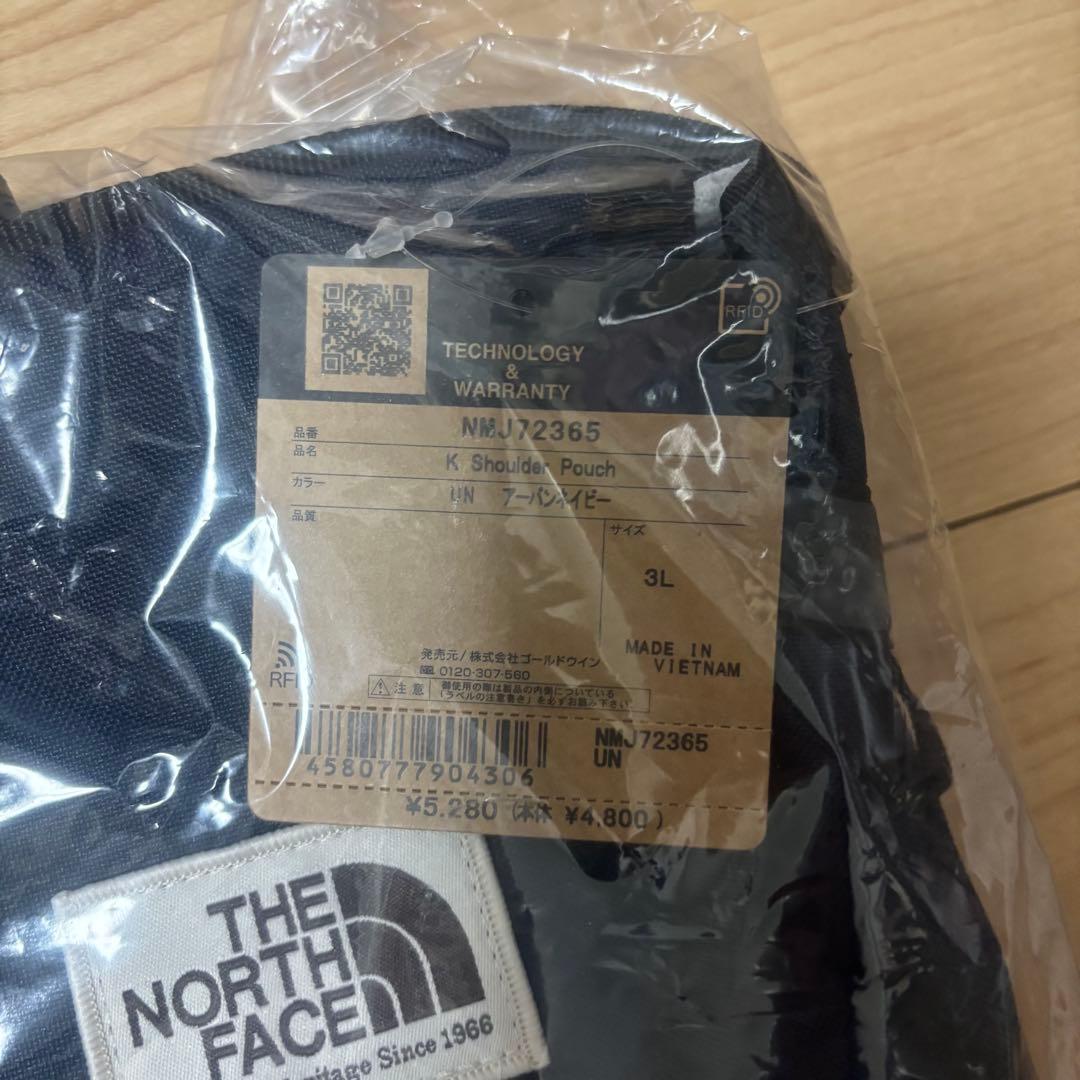 RFID
TECHNOLOGY
&
WARRANTY
品番 NMJ72365
品名 K Shoulder Pouch
カラー UN アーバンネイビー
品質
サイズ
3L
発売元/株式会社ゴールドウイン
0120-307-560
MADE IN
VIETNAM
RFID
注意 御使用の際は製品の内側についている
「ラベルの注意書き」を必ずお読み下さい。
NMJ72365
UN
4580777904306
¥5,280 (本体 ¥4,800 )
THE
NORTH
FACE
Since 1966